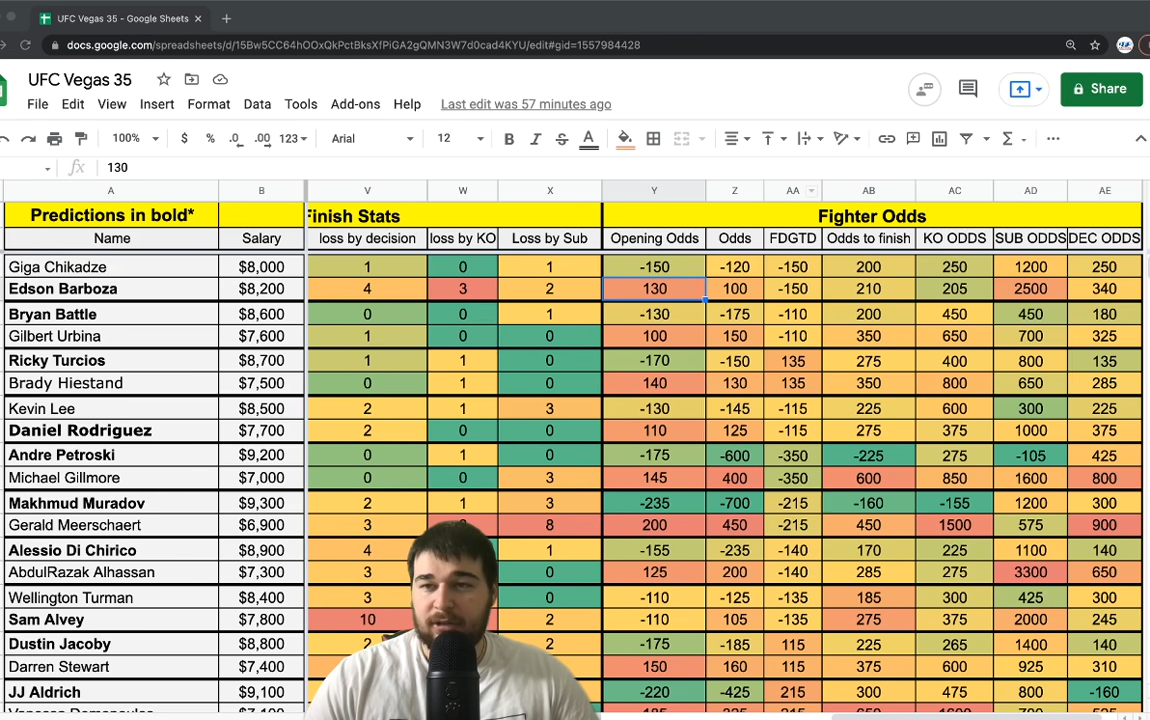 UFC Vegas 35 - Google Sheets
docs.google.com/spreadsheets/d/15Bw5CC64hOOxQkPctBksXfPiGA2gQMN3W7d0cad4KYU/edit#gid=1557984428
UFC Vegas 35
File Edit View Insert Format Data Tools Add-ons Help Last edit was 57 minutes ago
Share
100% $ % .0 .00 123 Arial 12 B I S A
fx 130
A B V W X Y Z AA AB AC AD AE
Predictions in bold* Finish Stats Fighter Odds
Name Salary loss by decision loss by KO Loss by Sub Opening Odds Odds FDGTD Odds to finish KO ODDS SUB ODDS DEC ODDS
Giga Chikadze $8,000 1 0 1 -150 -120 -150 200 250 1200 250
Edson Barboza $8,200 4 3 2 130 100 -150 210 205 2500 340
Bryan Battle $8,600 0 0 1 -130 -175 -110 200 450 450 180
Gilbert Urbina $7,600 1 0 0 100 150 -110 350 650 700 325
Ricky Turcios $8,700 1 1 0 -170 -150 135 275 400 800 135
Brady Hiestand $7,500 0 1 0 140 130 135 350 800 650 285
Kevin Lee $8,500 2 1 3 -130 -145 -115 225 600 300 225
Daniel Rodriguez $7,700 2 0 0 110 125 -115 275 375 1000 375
Andre Petroski $9,200 0 1 0 -175 -600 -350 -225 275 -105 425
Michael Gillmore $7,000 0 0 3 145 400 -350 600 850 1600 800
Makhmud Muradov $9,300 2 1 3 -235 -700 -215 -160 -155 1200 300
Gerald Meerschaert $6,900 3 8 200 450 -215 450 1500 575 900
Alessio Di Chirico $8,900 4 1 -155 -235 -140 170 225 1100 140
AbdulRazak Alhassan $7,300 3 0 125 200 -140 285 275 3300 650
Wellington Turman $8,400 3 0 -110 -125 -135 185 300 425 300
Sam Alvey $7,800 10 2 -110 105 -135 275 375 2000 245
Dustin Jacoby $8,800 2 2 -175 -185 115 225 265 1400 140
Darren Stewart $7,400 150 160 115 375 600 925 310
JJ Aldrich $9,100 -220 -425 215 300 475 800 -160